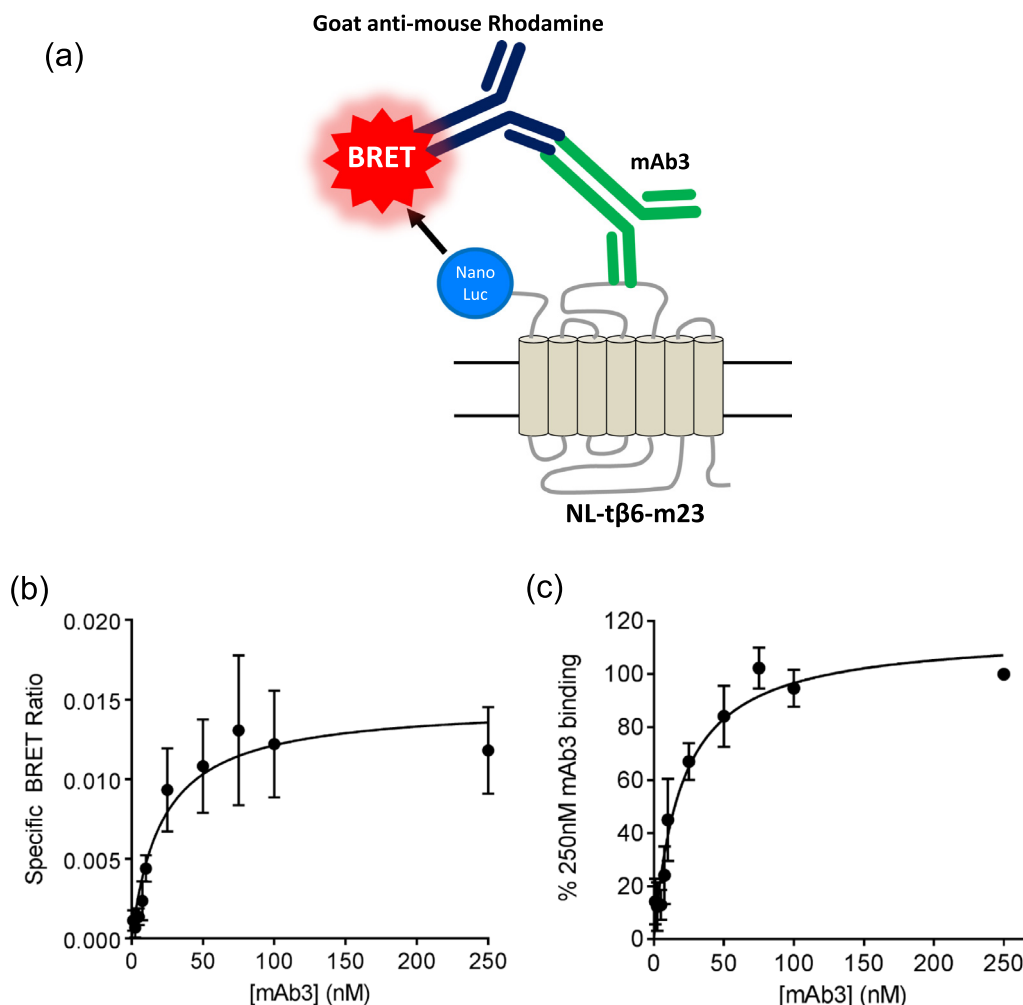 (a)
Goat anti-mouse Rhodamine
BRET
mAb3
Nano
Luc
NL-tβ6-m23
(b)
0.020
0.015
0.010
0.005
0.000
Specific BRET Ratio
0
50
100
150
200
250
[mAb3] (nM)
(c)
120
100
80
60
40
20
0
% 250nM mAb3 binding
0
50
100
150
200
250
[mAb3] (nM)